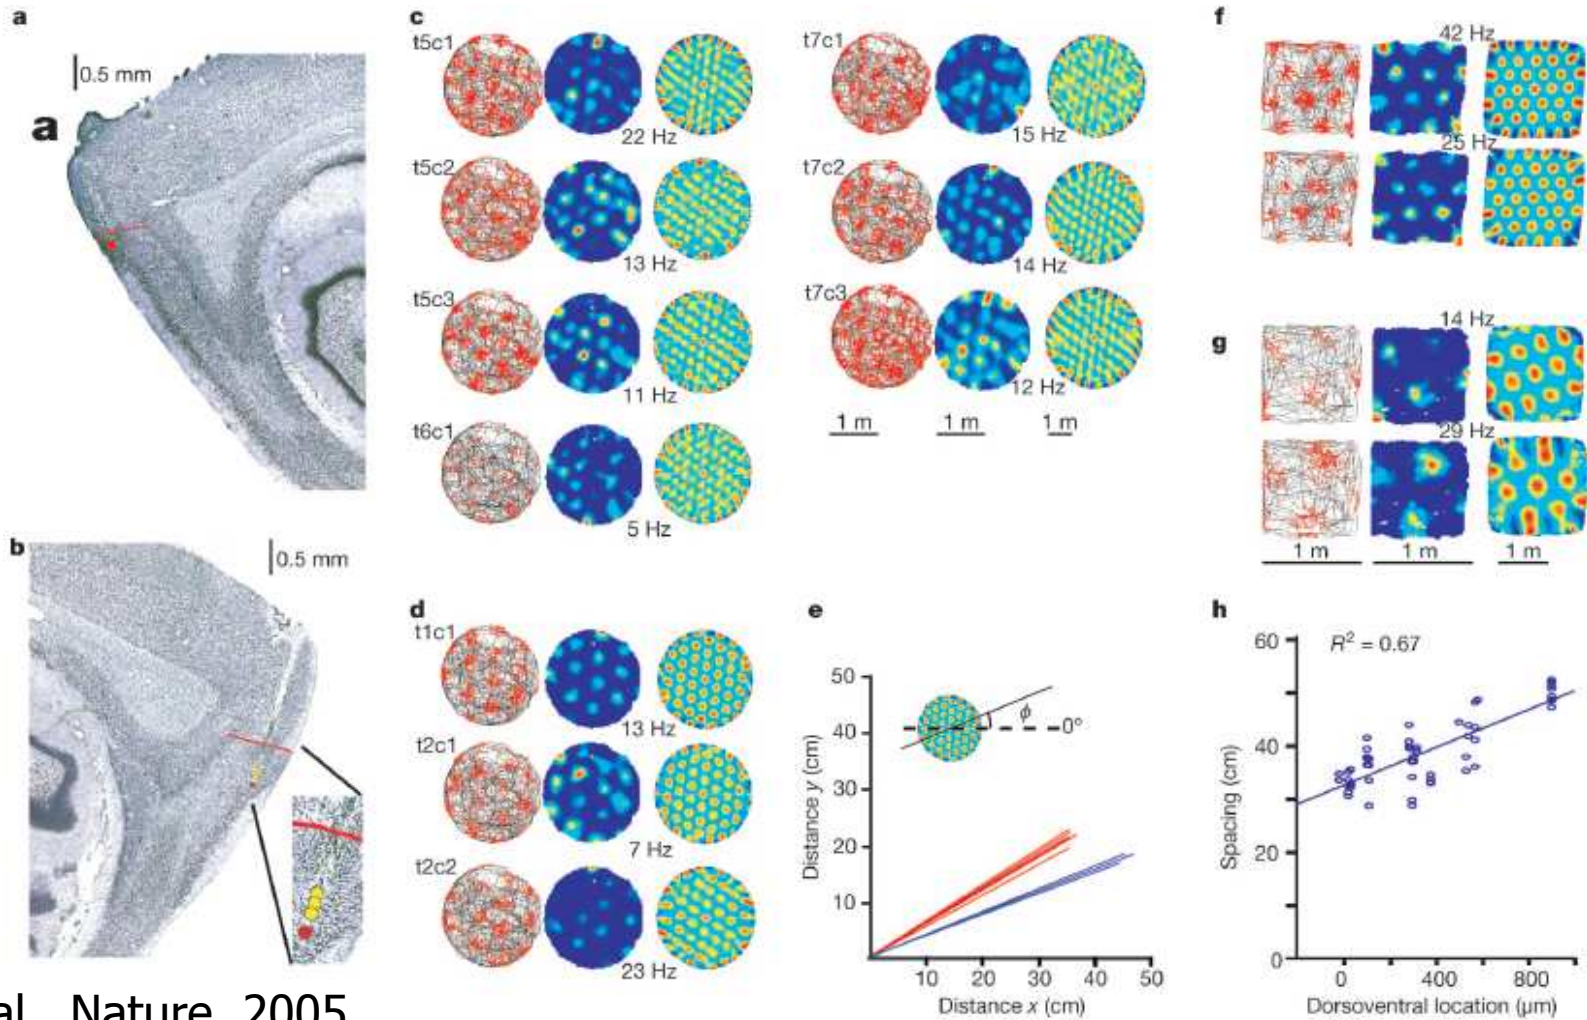 a
0.5 mm
a
b
0.5 mm
c
t5c1
22 Hz
t5c2
13 Hz
t5c3
11 Hz
t6c1
5 Hz
t7c1
15 Hz
t7c2
14 Hz
t7c3
12 Hz
1 m 1 m 1 m
d
t1c1
13 Hz
t2c1
7 Hz
t2c2
23 Hz
e
50
40
30
20
10
Distance y (cm)
ϕ
0°
10 20 30 40 50
Distance x (cm)
f
42 Hz
25 Hz
g
14 Hz
29 Hz
1 m 1 m 1 m
h
R² = 0.67
60
40
20
0
Spacing (cm)
0 400 800
Dorsoventral location (µm)
al., Nature, 2005